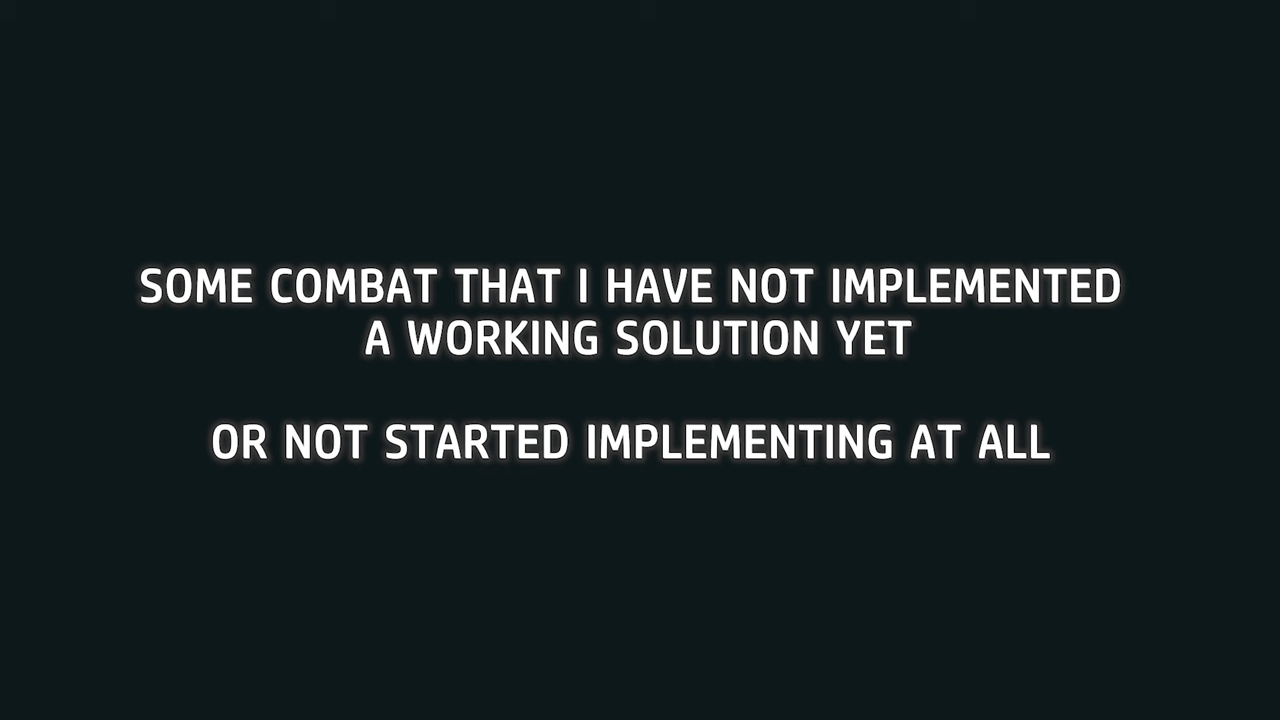 SOME COMBAT THAT I HAVE NOT IMPLEMENTED
A WORKING SOLUTION YET
OR NOT STARTED IMPLEMENTING AT ALL